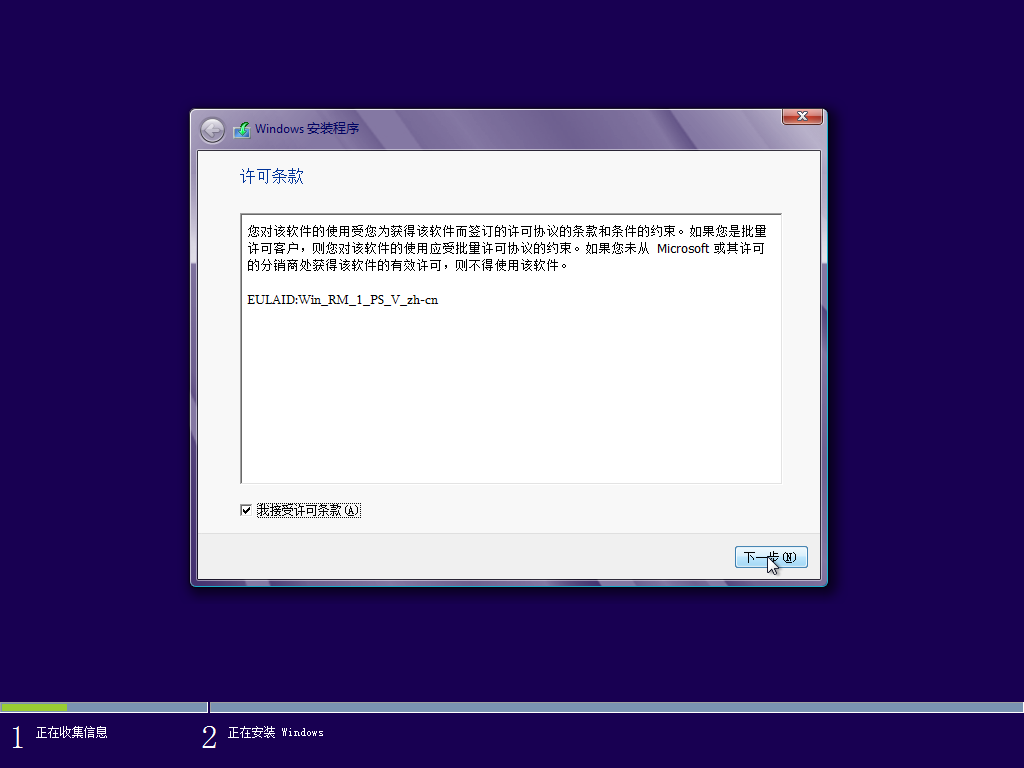 Windows 安装程序
许可条款
您对该软件的使用受您为获得该软件而签订的许可协议的条款和条件的约束。如果您是批量
许可客户，则您对该软件的使用应受批量许可协议的约束。如果您未从 Microsoft 或其许可
的分销商处获得该软件的有效许可，则不得使用该软件。
EULAID:Win_RM_1_PS_V_zh-cn
我接受许可条款(A)
下一步(N)
1 正在收集信息
2 正在安装 Windows